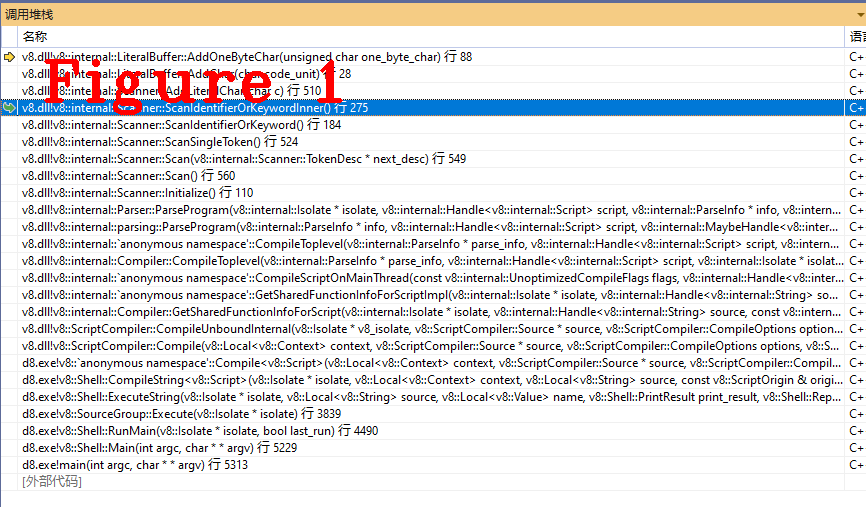 调用堆栈
名称 语言
v8.dll!v8::internal::LiteralBuffer::AddOneByteChar(unsigned char one_byte_char) 行 88 C+
v8.dll!v8::internal::LiteralBuffer::AddChar(char code_unit) 行 28 C+
v8.dll!v8::internal::Scanner::AddLiteralChar(char c) 行 510 C+
Figure 1
v8.dll!v8::internal::Scanner::ScanIdentifierOrKeywordInner() 行 275 C+
v8.dll!v8::internal::Scanner::ScanIdentifierOrKeyword() 行 184 C+
v8.dll!v8::internal::Scanner::ScanSingleToken() 行 524 C+
v8.dll!v8::internal::Scanner::Scan(v8::internal::Scanner::TokenDesc * next_desc) 行 549 C+
v8.dll!v8::internal::Scanner::Scan() 行 560 C+
v8.dll!v8::internal::Scanner::Initialize() 行 110 C+
v8.dll!v8::internal::Parser::ParseProgram(v8::internal::Isolate * isolate, v8::internal::Handle<v8::internal::Script> script, v8::internal::ParseInfo * info, v8::intern... C+
v8.dll!v8::internal::parsing::ParseProgram(v8::internal::ParseInfo * info, v8::internal::Handle<v8::internal::Script> script, v8::internal::MaybeHandle<v8::inter... C+
v8.dll!v8::internal::`anonymous namespace'::CompileToplevel(v8::internal::ParseInfo * parse_info, v8::internal::Handle<v8::internal::Script> script, v8::intern... C+
v8.dll!v8::internal::Compiler::CompileToplevel(v8::internal::ParseInfo * parse_info, v8::internal::Handle<v8::internal::Script> script, v8::internal::Isolate * isolat... C+
v8.dll!v8::internal::`anonymous namespace'::CompileScriptOnMainThread(const v8::internal::UnoptimizedCompileFlags flags, v8::internal::Handle<v8::inter... C+
v8.dll!v8::internal::`anonymous namespace'::GetSharedFunctionInfoForScriptImpl(v8::internal::Isolate * isolate, v8::internal::Handle<v8::internal::String> so... C+
v8.dll!v8::internal::Compiler::GetSharedFunctionInfoForScript(v8::internal::Isolate * isolate, v8::internal::Handle<v8::internal::String> source, const v8::intern... C+
v8.dll!v8::ScriptCompiler::CompileUnboundInternal(v8::Isolate * v8_isolate, v8::ScriptCompiler::Source * source, v8::ScriptCompiler::CompileOptions option... C+
v8.dll!v8::ScriptCompiler::Compile(v8::Local<v8::Context> context, v8::ScriptCompiler::Source * source, v8::ScriptCompiler::CompileOptions options, v8::S... C+
d8.exe!v8::`anonymous namespace'::Compile<v8::Script>(v8::Local<v8::Context> context, v8::ScriptCompiler::Source * source, v8::ScriptCompiler::Compil... C+
d8.exe!v8::Shell::CompileString<v8::Script>(v8::Isolate * isolate, v8::Local<v8::Context> context, v8::Local<v8::String> source, const v8::ScriptOrigin & origi... C+
d8.exe!v8::Shell::ExecuteString(v8::Isolate * isolate, v8::Local<v8::String> source, v8::Local<v8::Value> name, v8::Shell::PrintResult print_result, v8::Shell::Rep... C+
d8.exe!v8::SourceGroup::Execute(v8::Isolate * isolate) 行 3839 C+
d8.exe!v8::Shell::RunMain(v8::Isolate * isolate, bool last_run) 行 4490 C+
d8.exe!v8::Shell::Main(int argc, char * * argv) 行 5229 C+
d8.exe!main(int argc, char * * argv) 行 5313 C+
[外部代码]